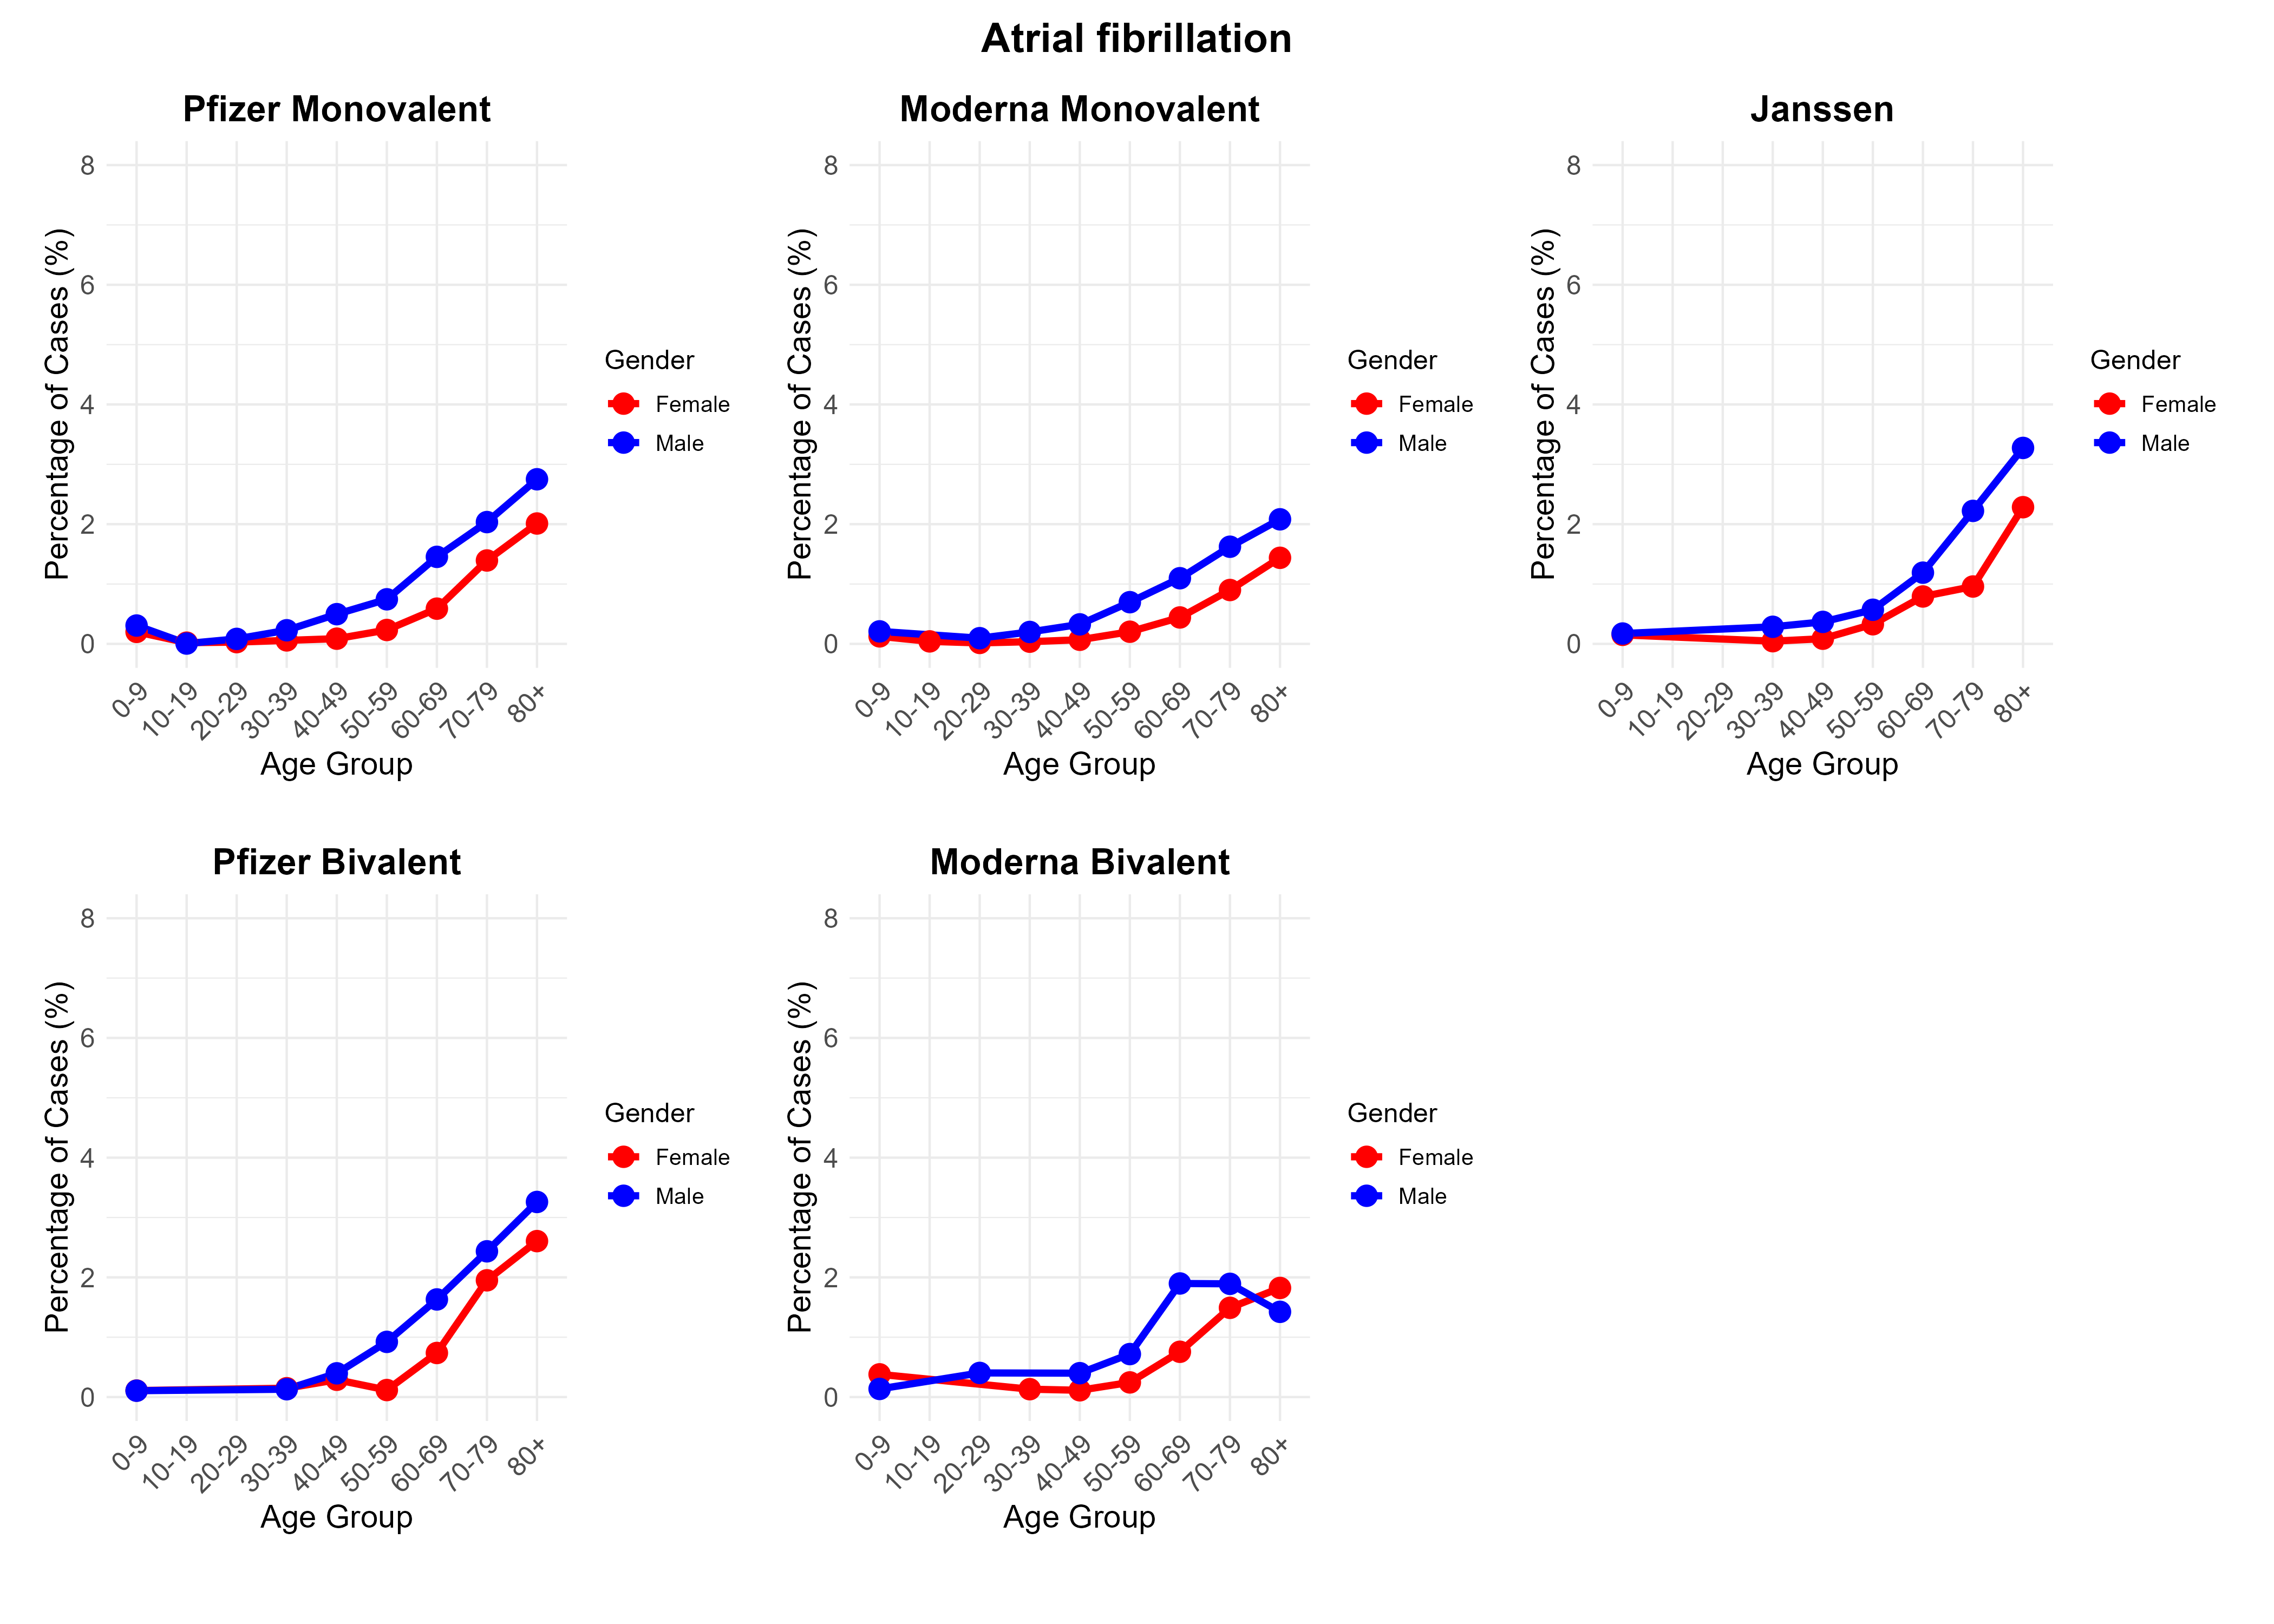 Atrial fibrillation
Pfizer Monovalent
Percentage of Cases (%)
8
6
4
2
0
0-9
10-19
20-29
30-39
40-49
50-59
60-69
70-79
80+
Age Group
Gender
Female
Male
Moderna Monovalent
Percentage of Cases (%)
8
6
4
2
0
0-9
10-19
20-29
30-39
40-49
50-59
60-69
70-79
80+
Age Group
Gender
Female
Male
Janssen
Percentage of Cases (%)
8
6
4
2
0
0-9
10-19
20-29
30-39
40-49
50-59
60-69
70-79
80+
Age Group
Gender
Female
Male
Pfizer Bivalent
Percentage of Cases (%)
8
6
4
2
0
0-9
10-19
20-29
30-39
40-49
50-59
60-69
70-79
80+
Age Group
Gender
Female
Male
Moderna Bivalent
Percentage of Cases (%)
8
6
4
2
0
0-9
10-19
20-29
30-39
40-49
50-59
60-69
70-79
80+
Age Group
Gender
Female
Male